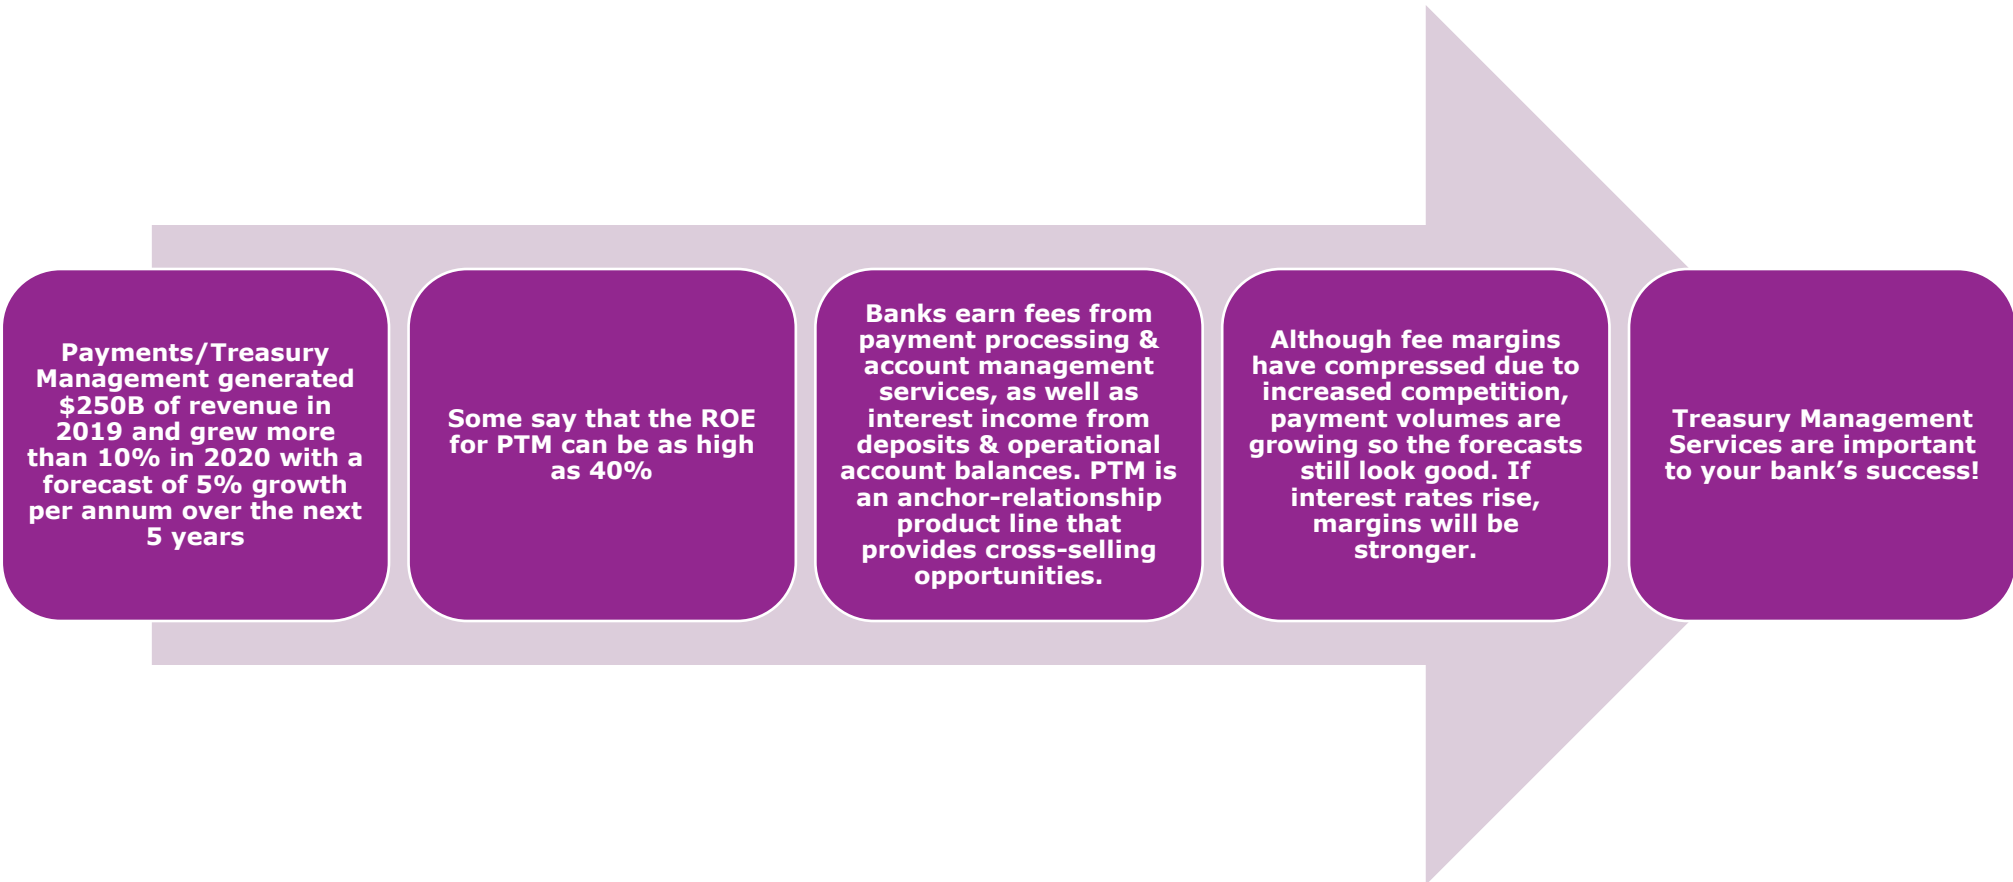 Payments/Treasury
Management generated
$250B of revenue in
2019 and grew more
than 10% in 2020 with a
forecast of 5% growth
per annum over the next
5 years
Some say that the ROE
for PTM can be as high
as 40%
Banks earn fees from
payment processing &
account management
services, as well as
interest income from
deposits & operational
account balances. PTM is
an anchor-relationship
product line that
provides cross-selling
opportunities.
Although fee margins
have compressed due to
increased competition,
payment volumes are
growing so the forecasts
still look good. If
interest rates rise,
margins will be
stronger.
Treasury Management
Services are important
to your bank’s success!